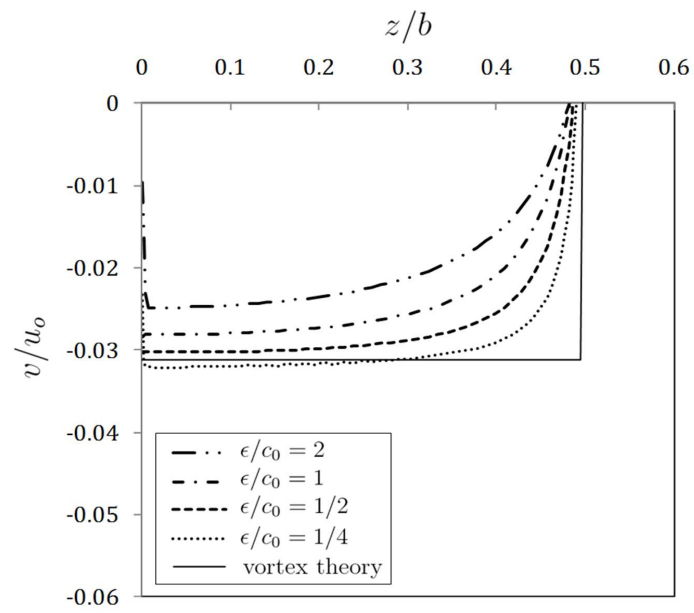 z/b
0 0.1 0.2 0.3 0.4 0.5 0.6
0
-0.01
-0.02
-0.03
-0.04
-0.05
-0.06
v/u_o
ϵ/c_0 = 2
ϵ/c_0 = 1
ϵ/c_0 = 1/2
ϵ/c_0 = 1/4
vortex theory